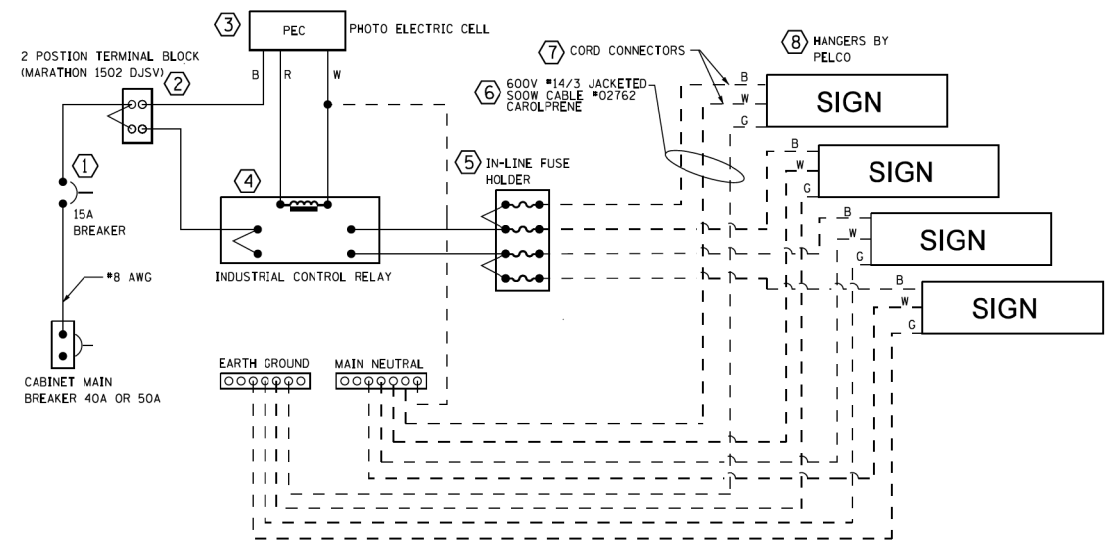 3
PEC
PHOTO ELECTRIC CELL
7
CORD CONNECTORS
8
HANGERS BY
PELCO
2 POSTION TERMINAL BLOCK
(MARATHON 1502 DJSV)
2
B
R
W
6
600V #14/3 JACKETED
SOOW CABLE #02762
CAROLPRENE
B
W
G
SIGN
1
15A
BREAKER
4
5
IN-LINE FUSE
HOLDER
B
W
G
SIGN
B
W
G
SIGN
INDUSTRIAL CONTROL RELAY
#8 AWG
B
W
G
SIGN
CABINET MAIN
BREAKER 40A OR 50A
EARTH GROUND
MAIN NEUTRAL